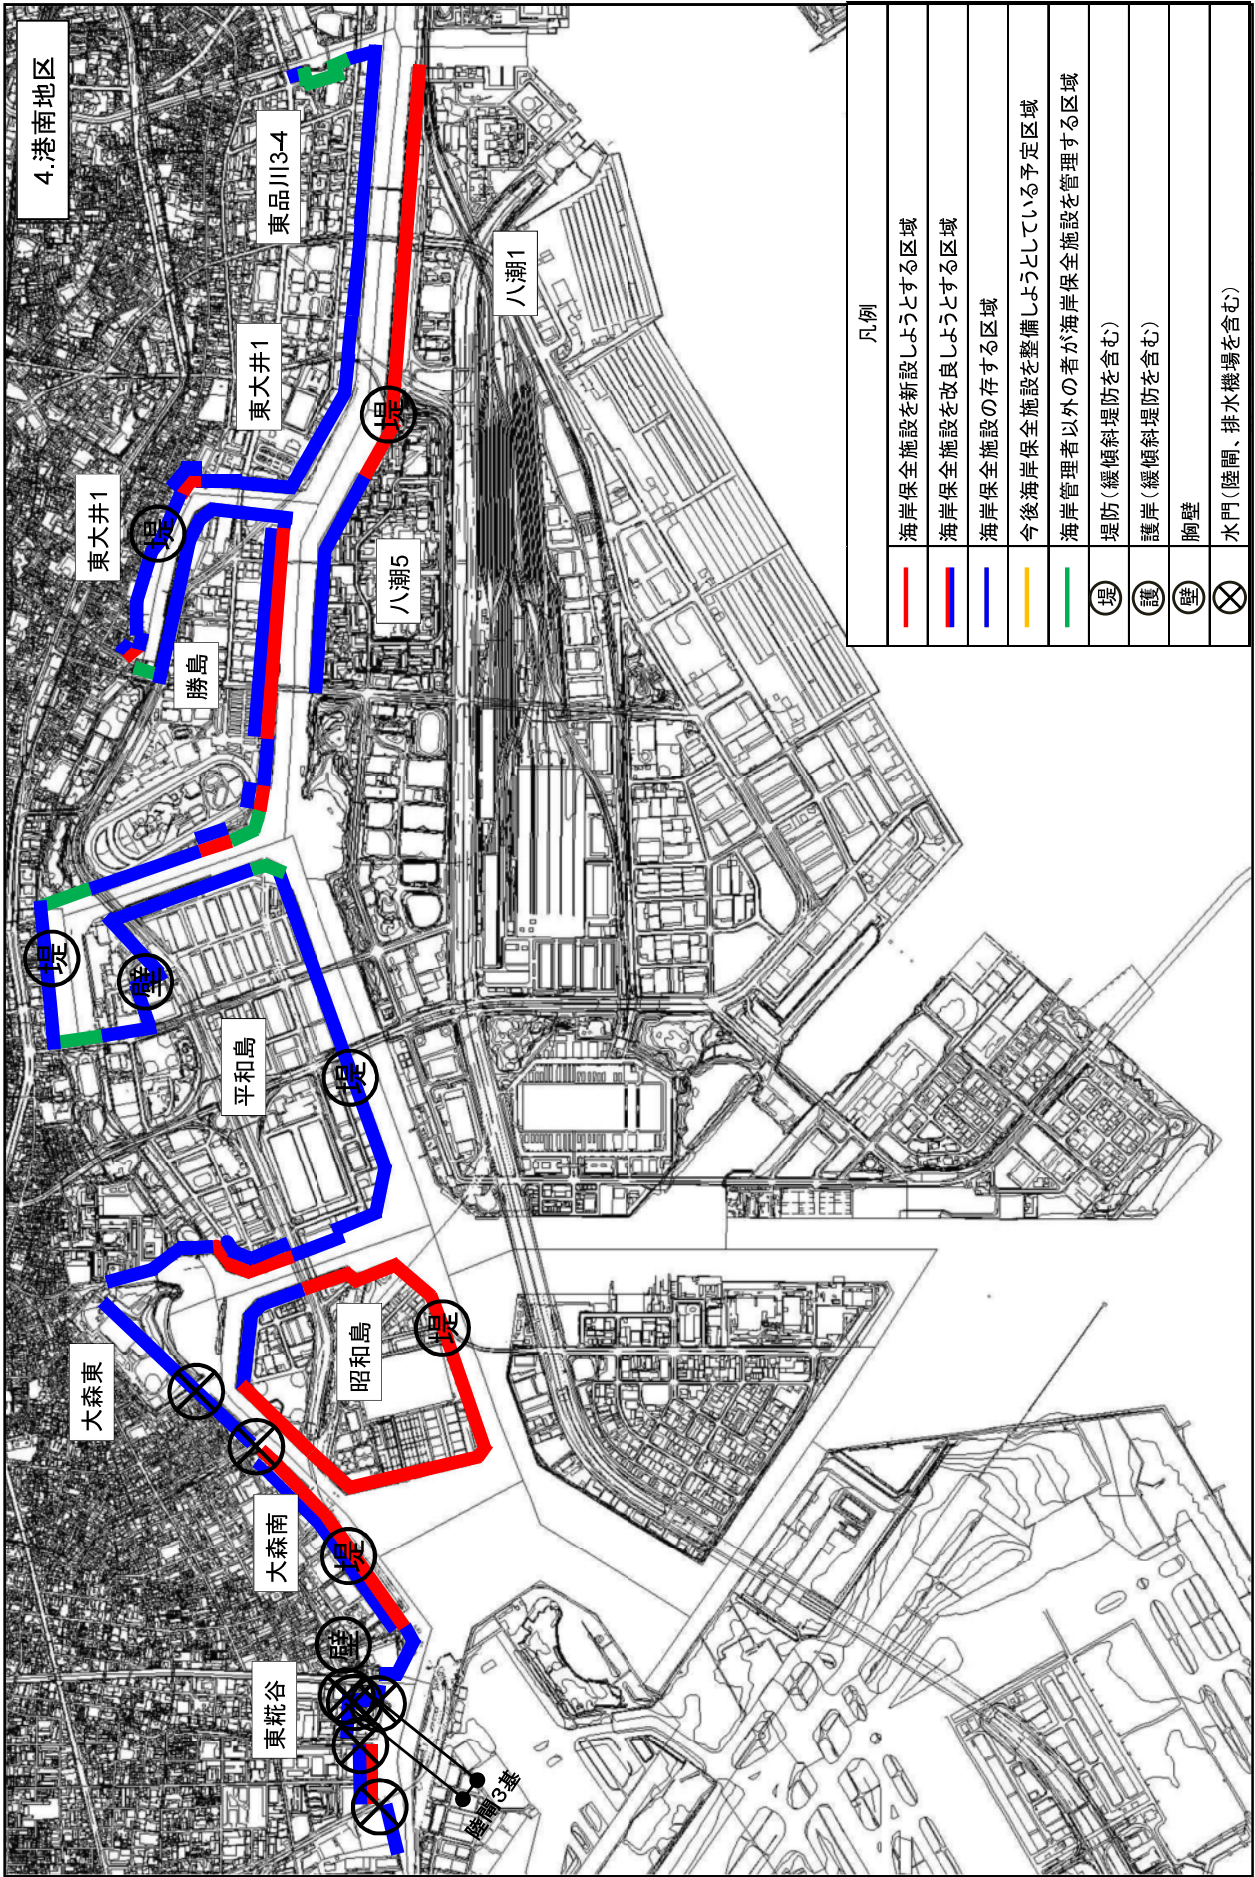 4.港南地区
東品川3-4
八潮1
東大井1
東大井1
堤
堤
八潮5
勝島
堤
壁
平和島
堤
昭和島
堤
大森東
大森南
堤
壁
東糀谷
陸閘3基
凡例
海岸保全施設を新設しようとする区域
海岸保全施設を改良しようとする区域
海岸保全施設の存する区域
今後海岸保全施設を整備しようとしている予定区域
海岸管理者以外の者が海岸保全施設を管理する区域
堤 堤防(緩傾斜堤防を含む)
護 護岸(緩傾斜堤防を含む)
壁 胸壁
水門(陸閘、排水機場を含む)